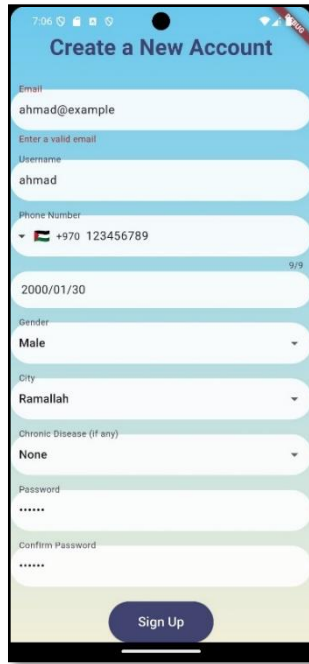 7:06
Create a New Account
Email
ahmad@example
Enter a valid email
Username
ahmad
Phone Number
+970 123456789
9/9
2000/01/30
Gender
Male
City
Ramallah
Chronic Disease (if any)
None
Password
••••••
Confirm Password
••••••
Sign Up